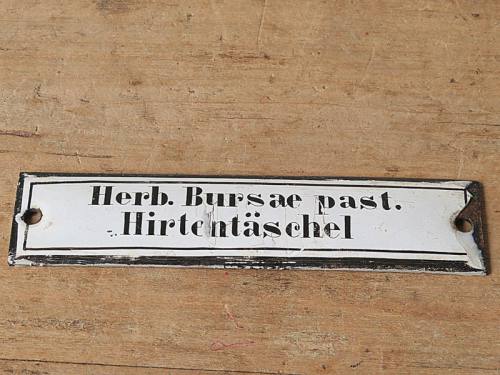 Herb. Bursae past.
Hirtentäschel